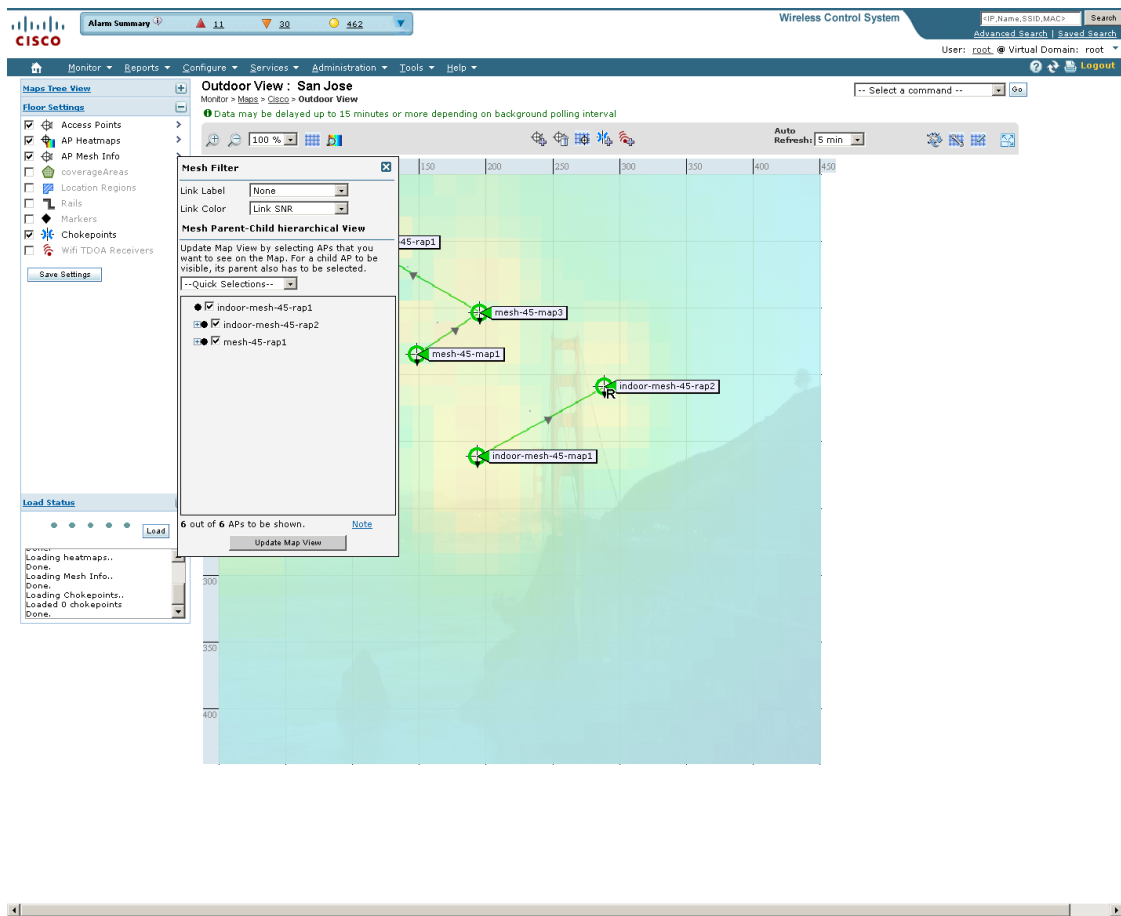 CISCO
Alarm Summary
11
30
462
Wireless Control System
<IP,Name,SSID,MAC>
Search
Advanced Search | Saved Search
User: root @ Virtual Domain: root
Monitor Reports Configure Services Administration Tools Help
Logout
Maps Tree View
Floor Settings
Access Points
AP Heatmaps
AP Mesh Info
coverageAreas
Location Regions
Rails
Markers
Chokepoints
Wifi TDOA Receivers
Save Settings
Outdoor View : San Jose
Monitor > Maps > Cisco > Outdoor View
Data may be delayed up to 15 minutes or more depending on background polling interval
-- Select a command --
Go
100 %
Auto
Refresh: 5 min
Mesh Filter
Link Label None
Link Color Link SNR
Mesh Parent-Child hierarchical View
Update Map View by selecting APs that you
want to see on the Map. For a child AP to be
visible, its parent also has to be selected.
--Quick Selections--
indoor-mesh-45-rap1
indoor-mesh-45-rap2
mesh-45-rap1
6 out of 6 APs to be shown.
Note
Update Map View
150 200 250 300 350 400 450
45-rap1
mesh-45-map3
mesh-45-map1
indoor-mesh-45-rap2
indoor-mesh-45-map1
R
300
350
400
Load Status
Load
Loading heatmaps..
Done.
Loading Mesh Info..
Done.
Loading Chokepoints..
Loaded 0 chokepoints
Done.